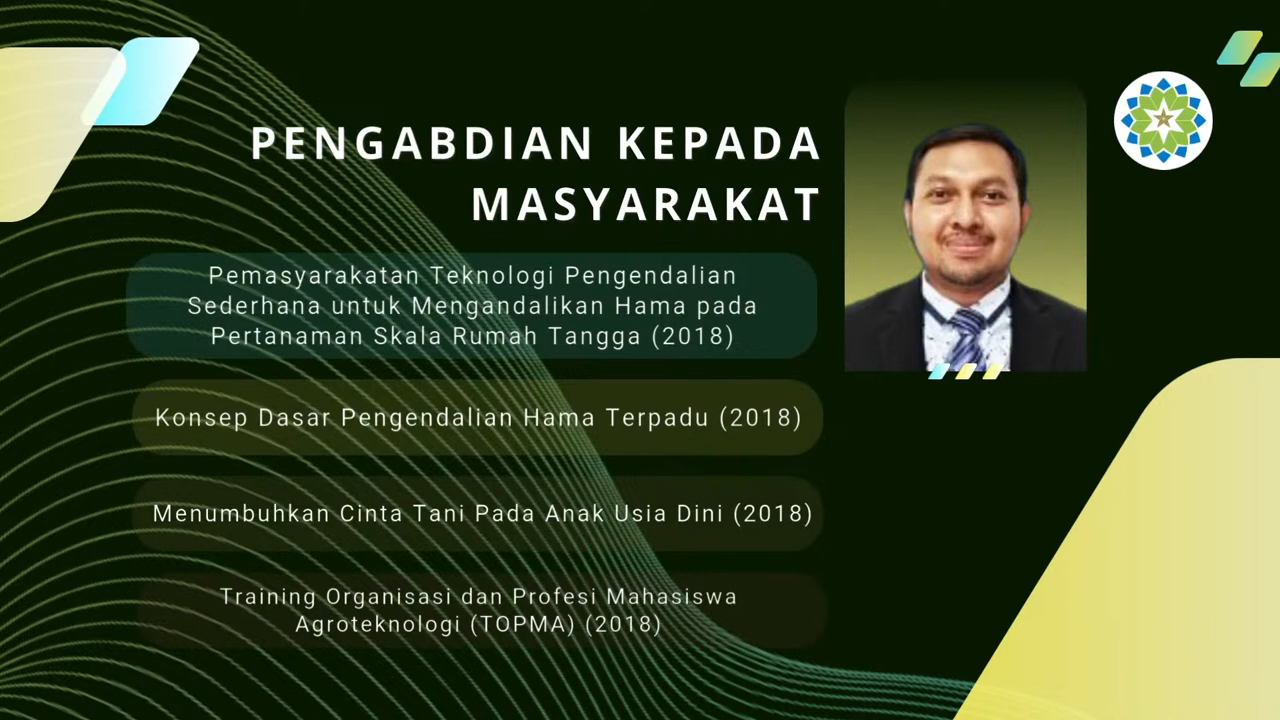 PENGABDIAN KEPADA
MASYARAKAT
Pemasyarakatan Teknologi Pengendalian
Sederhana untuk Mengandalikan Hama pada
Pertanaman Skala Rumah Tangga (2018)
Konsep Dasar Pengendalian Hama Terpadu (2018)
Menumbuhkan Cinta Tani Pada Anak Usia Dini (2018)
Training Organisasi dan Profesi Mahasiswa
Agroteknologi (TOPMA) (2018)